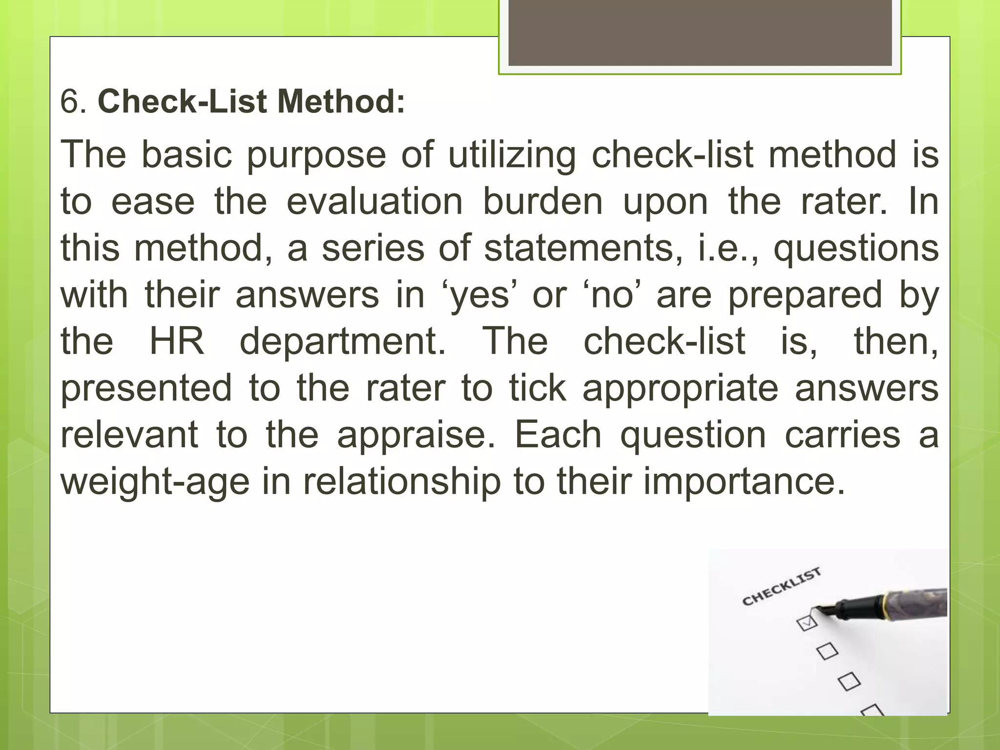 6. Check-List Method:
The basic purpose of utilizing check-list method is
to ease the evaluation burden upon the rater. In
this method, a series of statements, i.e., questions
with their answers in ‘yes’ or ‘no’ are prepared by
the HR department. The check-list is, then,
presented to the rater to tick appropriate answers
relevant to the appraise. Each question carries a
weight-age in relationship to their importance.
CHECKLIST